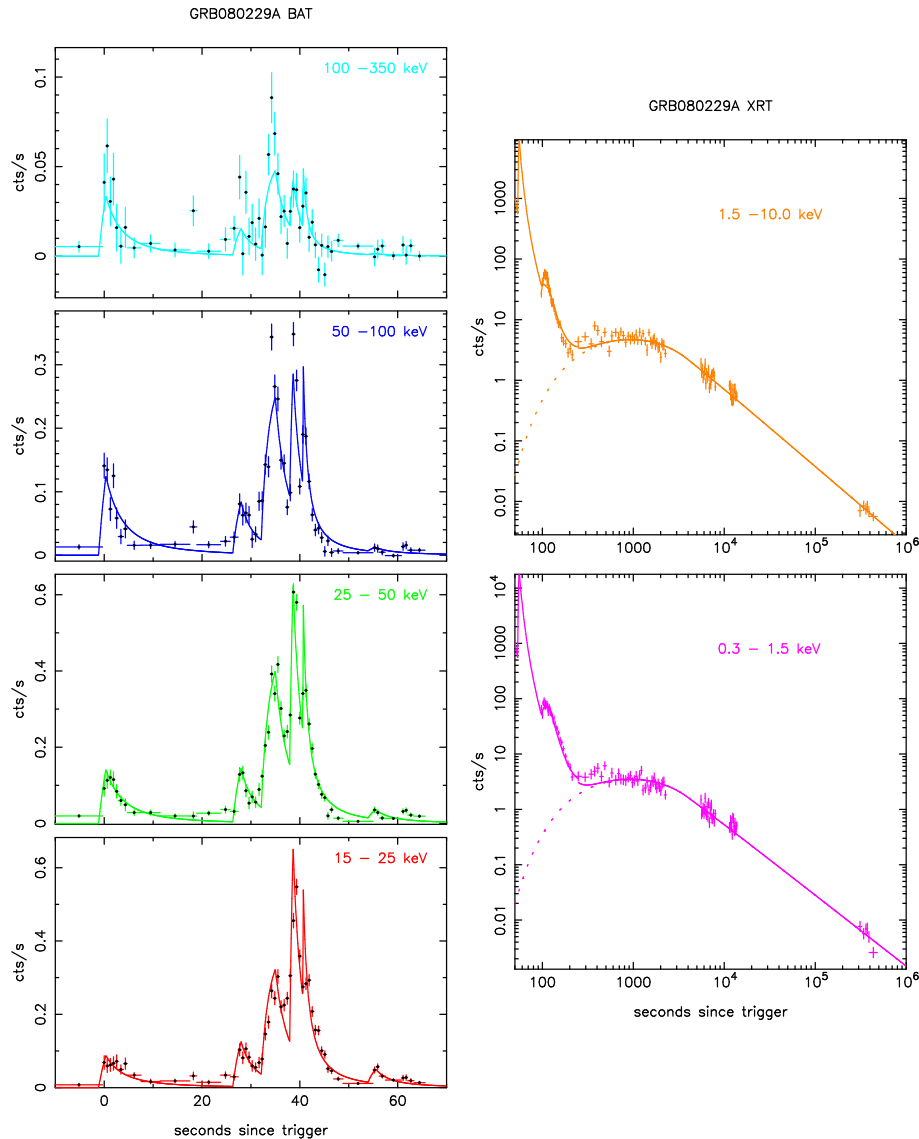 GRB080229A BAT
100 −350 keV
cts/s
0 0.05 0.1
50 −100 keV
cts/s
0 0.1 0.2 0.3
25 − 50 keV
cts/s
0 0.2 0.4 0.6
15 − 25 keV
cts/s
0 0.2 0.4 0.6
0 20 40 60
seconds since trigger
GRB080229A XRT
1.5 −10.0 keV
cts/s
0.01 0.1 1 10 100 1000
100 1000 10⁴ 10⁵ 10⁶
0.3 − 1.5 keV
cts/s
0.01 0.1 1 10 100 1000 10⁴
100 1000 10⁴ 10⁵ 10⁶
seconds since trigger